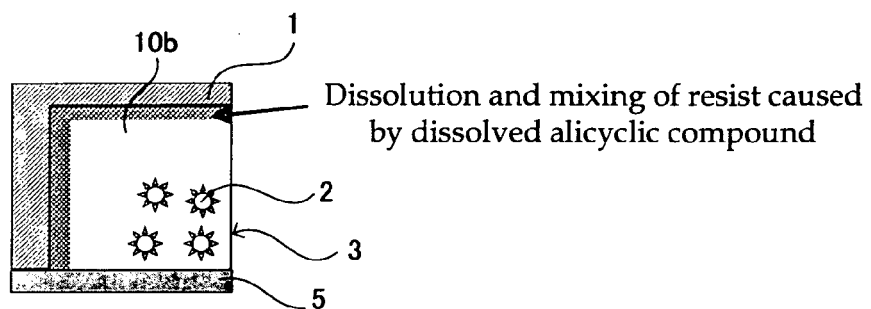 1
10b
Dissolution and mixing of resist caused
by dissolved alicyclic compound
2
3
5